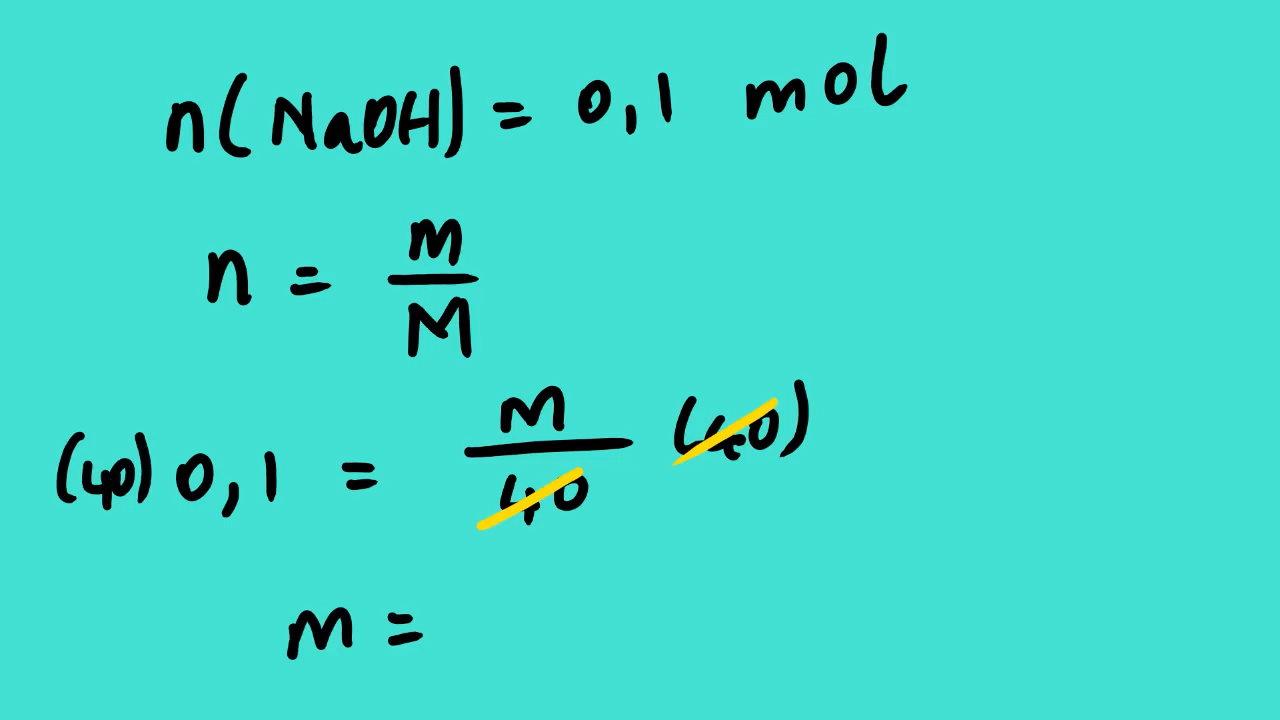 n(NaOH) = 0,1 mol
n = m/M
(40) 0,1 = m/40 (40)
m =